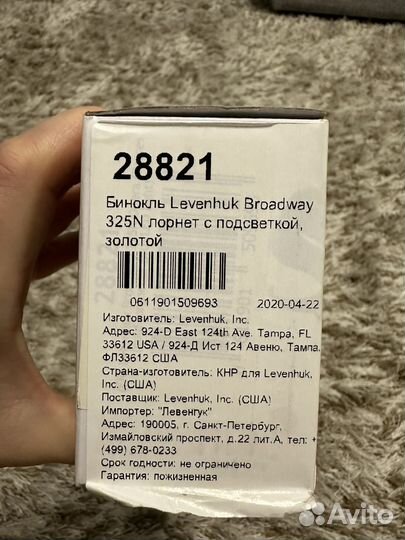 28821
Бинокль Levenhuk Broadway
325N лорнет с подсветкой,
золотой
0611901509693 2020-04-22
Изготовитель: Levenhuk, Inc.
Адрес: 924-D East 124th Ave. Tampa, FL
33612 USA / 924-Д Ист 124 Авеню, Тампа,
ФЛ33612 США
Страна-изготовитель: КНР для Levenhuk,
Inc. (США)
Поставщик: Levenhuk, Inc. (США)
Импортер: "Левенгук"
Адрес: 190005, г. Санкт-Петербург,
Измайловский проспект, д.22 лит.А, тел: +
(499) 678-0233
Срок годности: не ограничено
Гарантия: пожизненная
Avito